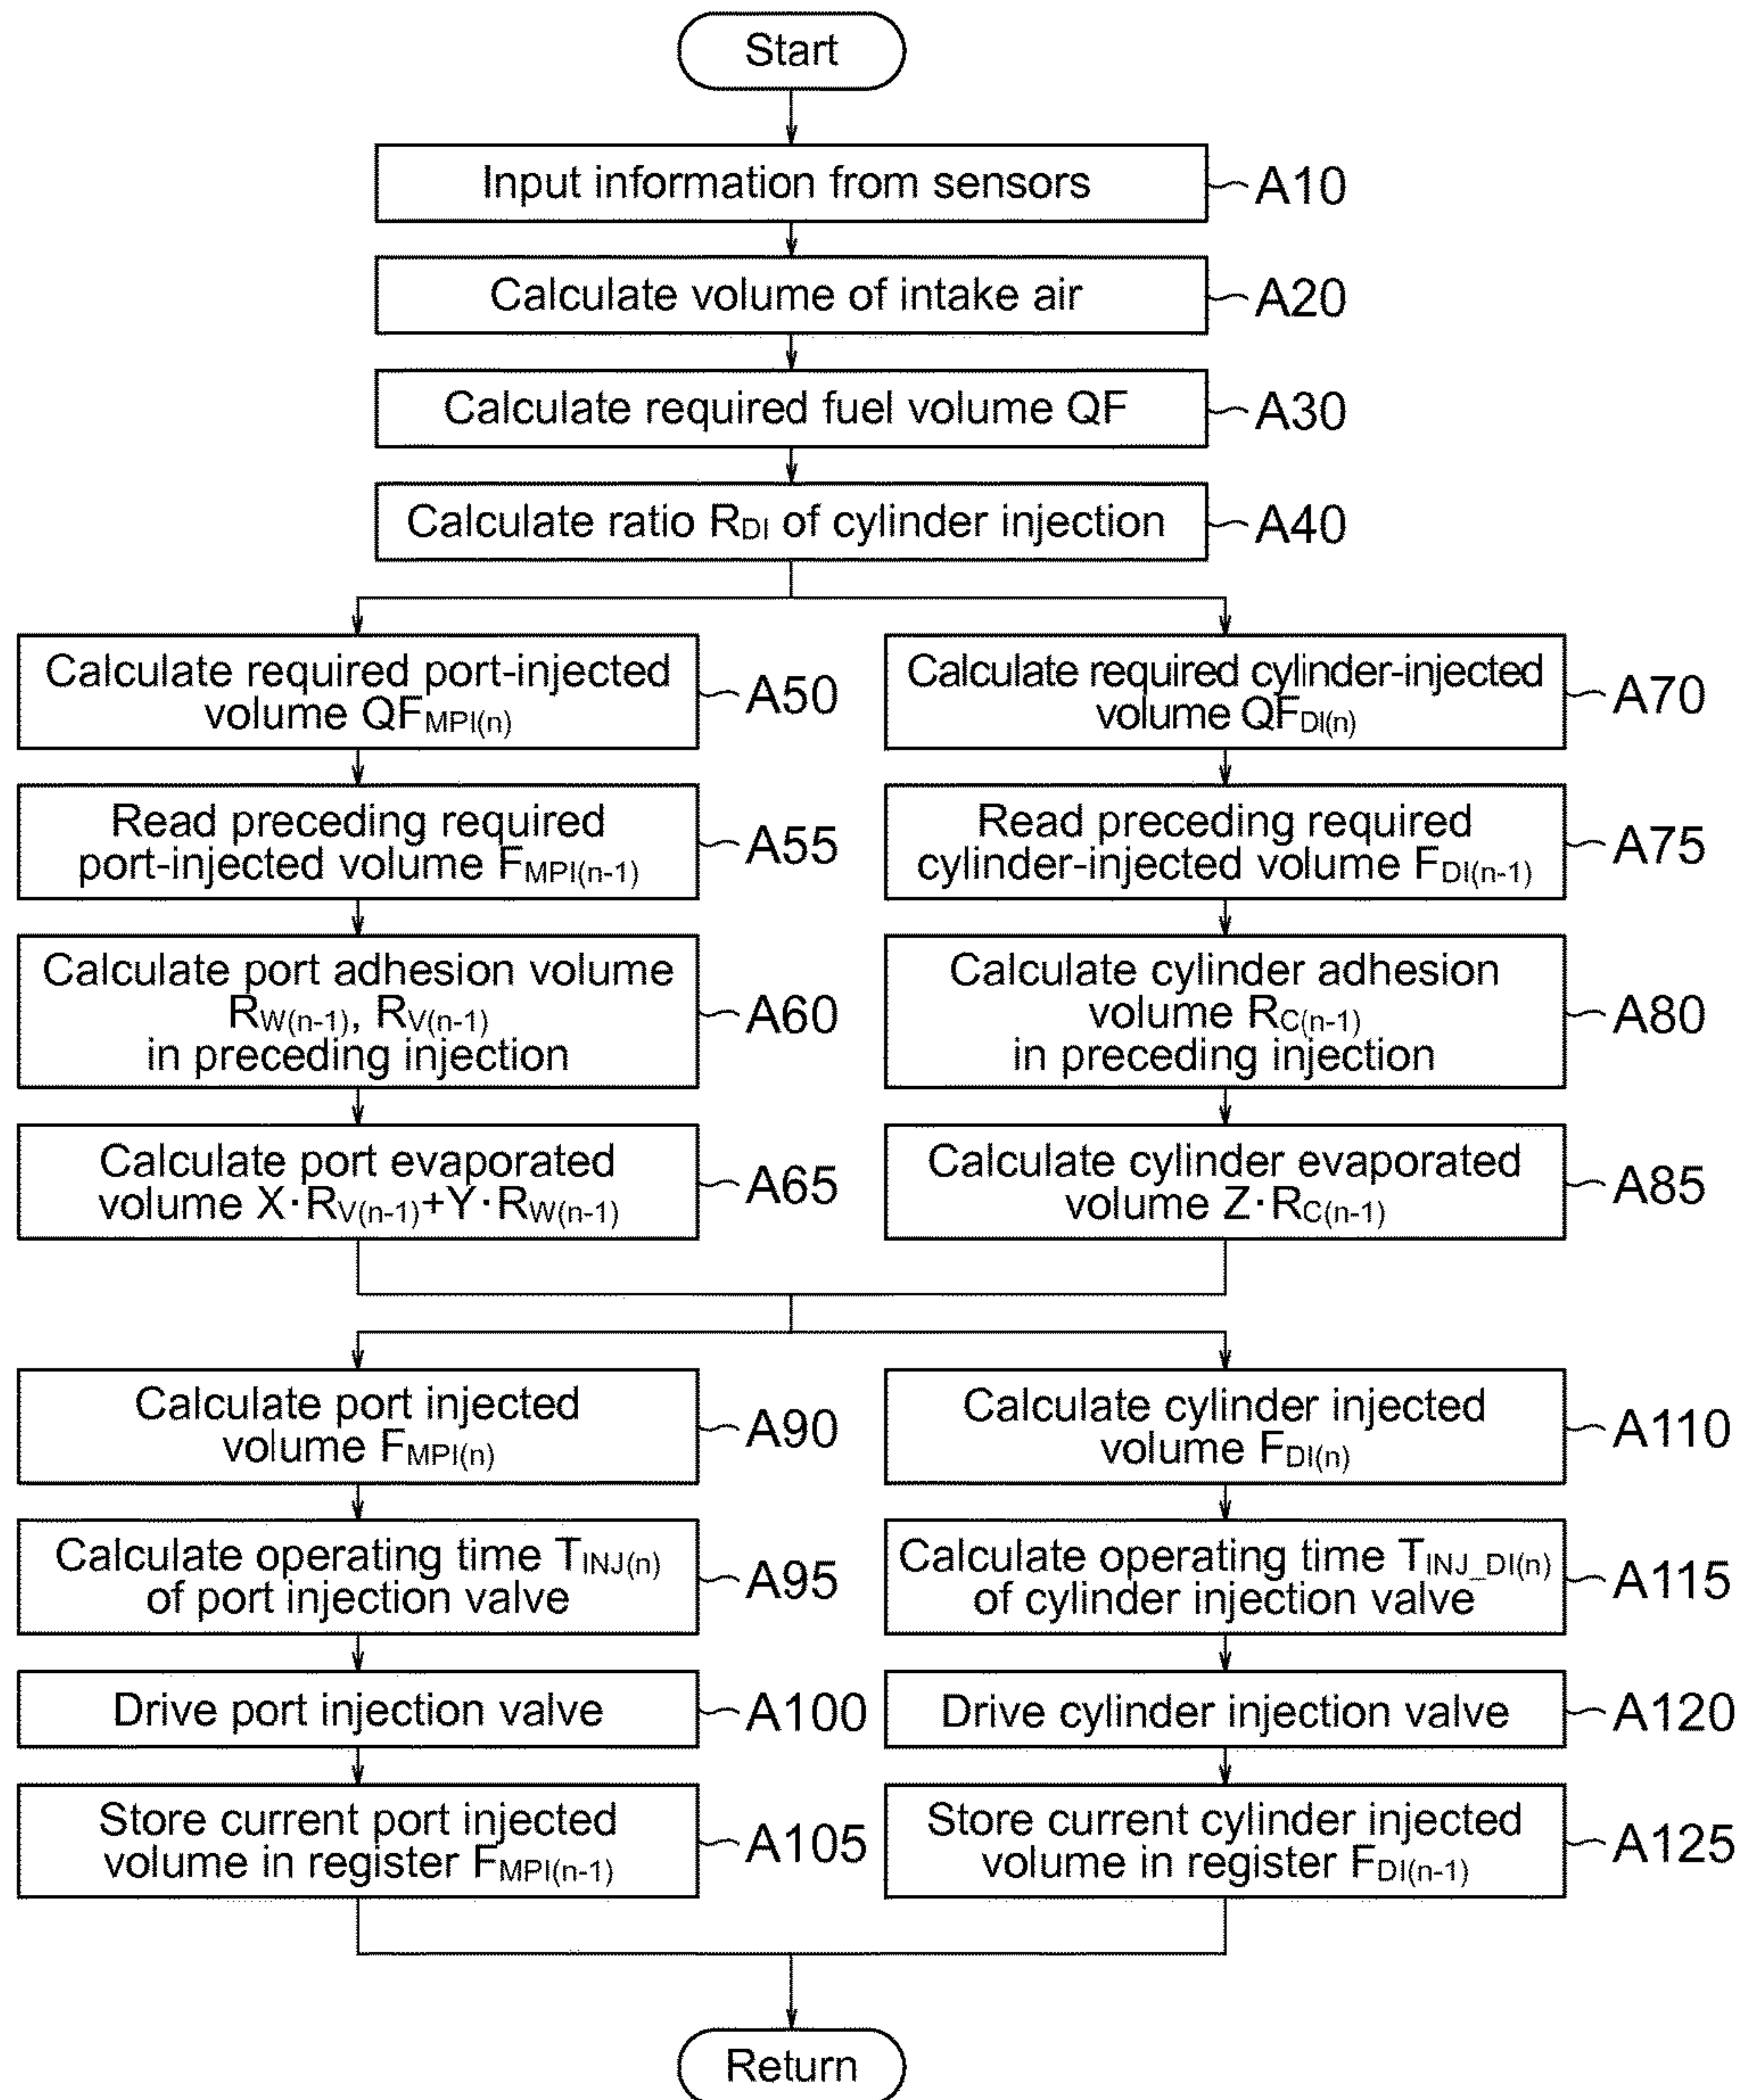 Start
Input information from sensors
A10
Calculate volume of intake air
A20
Calculate required fuel volume QF
A30
Calculate ratio RDI of cylinder injection
A40
Calculate required port-injected
volume QFMPI(n)
A50
Read preceding required
port-injected volume FMPI(n-1)
A55
Calculate port adhesion volume
RW(n-1), RV(n-1)
in preceding injection
A60
Calculate port evaporated
volume X·RV(n-1)+Y·RW(n-1)
A65
Calculate required cylinder-injected
volume QFDI(n)
A70
Read preceding required
cylinder-injected volume FDI(n-1)
A75
Calculate cylinder adhesion
volume RC(n-1)
in preceding injection
A80
Calculate cylinder evaporated
volume Z·RC(n-1)
A85
Calculate port injected
volume FMPI(n)
A90
Calculate operating time TINJ(n)
of port injection valve
A95
Drive port injection valve
A100
Store current port injected
volume in register FMPI(n-1)
A105
Calculate cylinder injected
volume FDI(n)
A110
Calculate operating time TINJ_DI(n)
of cylinder injection valve
A115
Drive cylinder injection valve
A120
Store current cylinder injected
volume in register FDI(n-1)
A125
Return